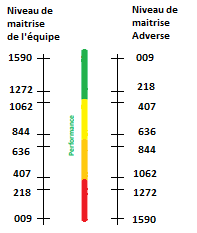 Niveau de
maitrise
de l'équipe
1590
1272
1062
844
636
407
218
009
Performance
Niveau de
maitrise
Adverse
009
218
407
636
844
1062
1272
1590